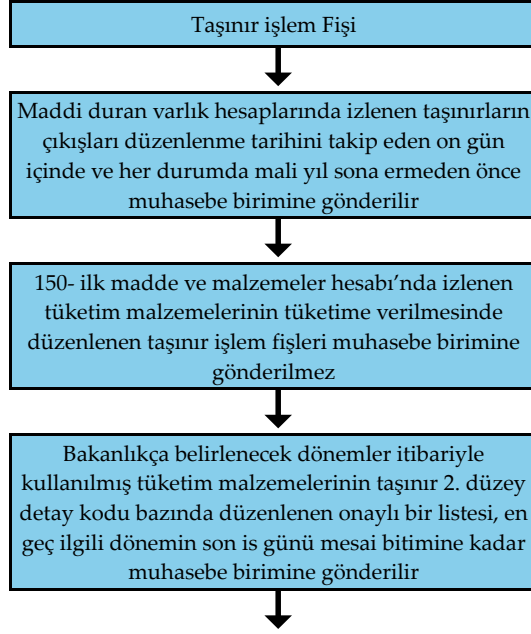 Taşınır işlem Fişi
Maddi duran varlık hesaplarında izlenen taşınırların
çıkışları düzenlenme tarihini takip eden on gün
içinde ve her durumda mali yıl sona ermeden önce
muhasebe birimine gönderilir
150- ilk madde ve malzemeler hesabı’nda izlenen
tüketim malzemelerinin tüketime verilmesinde
düzenlenen taşınır işlem fişleri muhasebe birimine
gönderilmez
Bakanlıkça belirlenecek dönemler itibariyle
kullanılmış tüketim malzemelerinin taşınır 2. düzey
detay kodu bazında düzenlenen onaylı bir listesi, en
geç ilgili dönemin son is günü mesai bitimine kadar
muhasebe birimine gönderilir